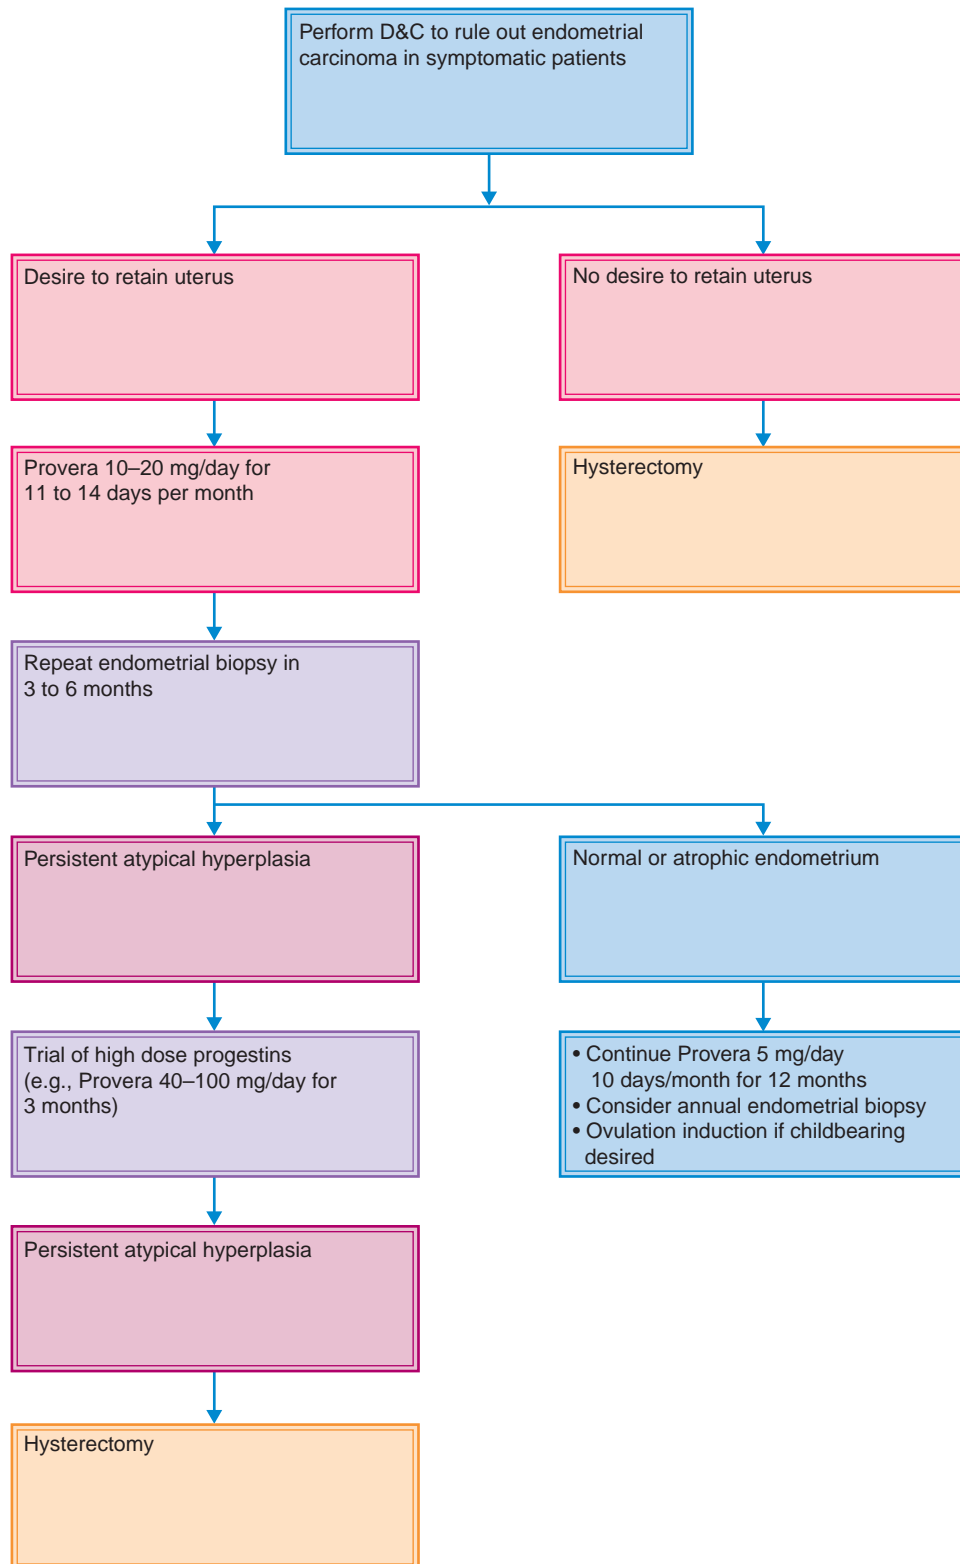 Perform D&C to rule out endometrial
carcinoma in symptomatic patients
Desire to retain uterus
No desire to retain uterus
Provera 10–20 mg/day for
11 to 14 days per month
Hysterectomy
Repeat endometrial biopsy in
3 to 6 months
Persistent atypical hyperplasia
Normal or atrophic endometrium
Trial of high dose progestins
(e.g., Provera 40–100 mg/day for
3 months)
• Continue Provera 5 mg/day
10 days/month for 12 months
• Consider annual endometrial biopsy
• Ovulation induction if childbearing
desired
Persistent atypical hyperplasia
Hysterectomy